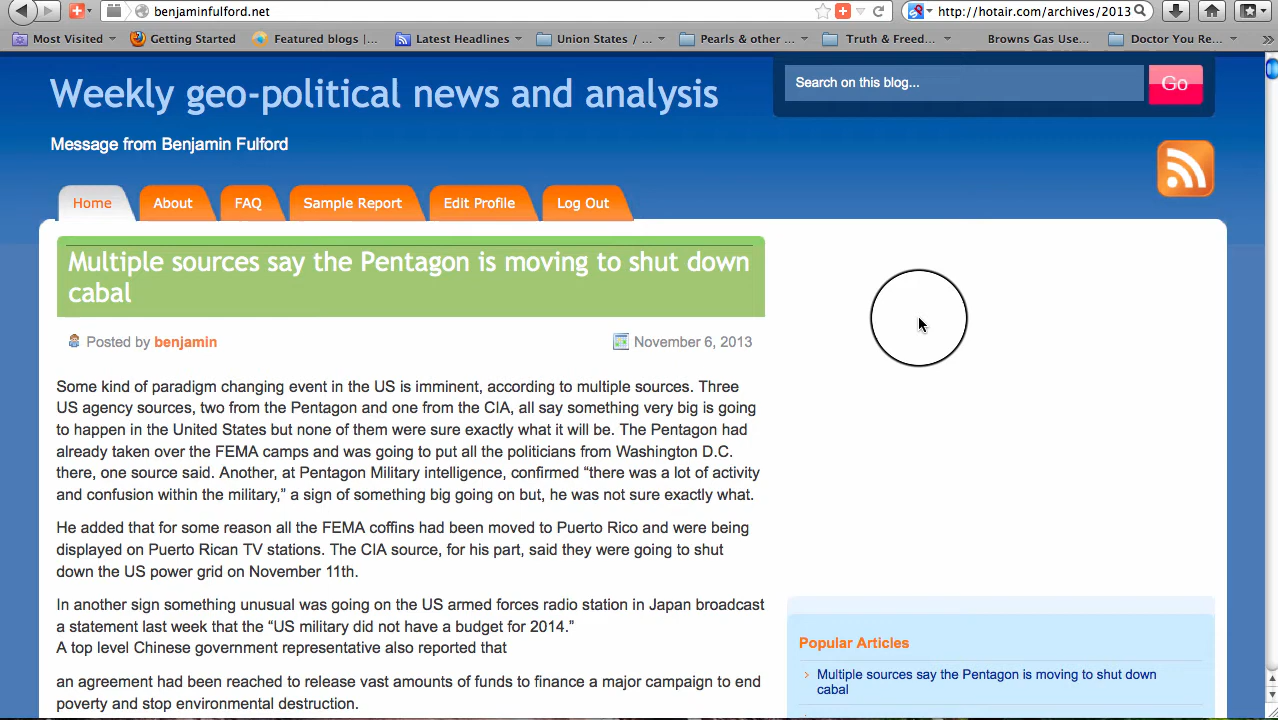 benjaminfulford.net
http://hotair.com/archives/2013
Most Visited
Getting Started
Featured blogs |...
Latest Headlines
Union States / ...
Pearls & other ...
Truth & Freed...
Browns Gas Use...
Doctor You Re...
Weekly geo-political news and analysis
Search on this blog...
Go
Message from Benjamin Fulford
Home
About
FAQ
Sample Report
Edit Profile
Log Out
Multiple sources say the Pentagon is moving to shut down
cabal
Posted by benjamin
November 6, 2013
Some kind of paradigm changing event in the US is imminent, according to multiple sources. Three
US agency sources, two from the Pentagon and one from the CIA, all say something very big is going
to happen in the United States but none of them were sure exactly what it will be. The Pentagon had
already taken over the FEMA camps and was going to put all the politicians from Washington D.C.
there, one source said. Another, at Pentagon Military intelligence, confirmed “there was a lot of activity
and confusion within the military,” a sign of something big going on but, he was not sure exactly what.
He added that for some reason all the FEMA coffins had been moved to Puerto Rico and were being
displayed on Puerto Rican TV stations. The CIA source, for his part, said they were going to shut
down the US power grid on November 11th.
In another sign something unusual was going on the US armed forces radio station in Japan broadcast
a statement last week that the “US military did not have a budget for 2014.”
A top level Chinese government representative also reported that
an agreement had been reached to release vast amounts of funds to finance a major campaign to end
poverty and stop environmental destruction.
Popular Articles
Multiple sources say the Pentagon is moving to shut down
cabal